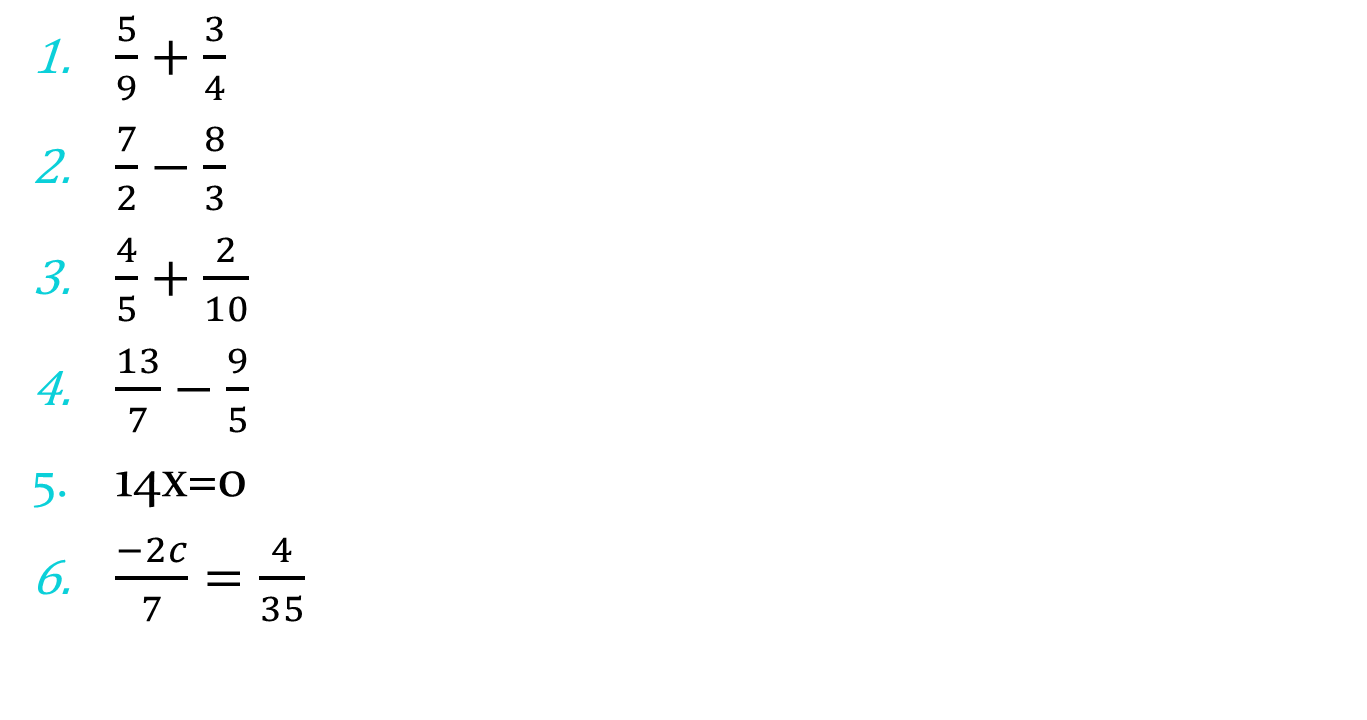 1. 5/9 + 3/4
2. 7/2 − 8/3
3. 4/5 + 2/10
4. 13/7 − 9/5
5. 14x=0
6. −2c/7 = 4/35